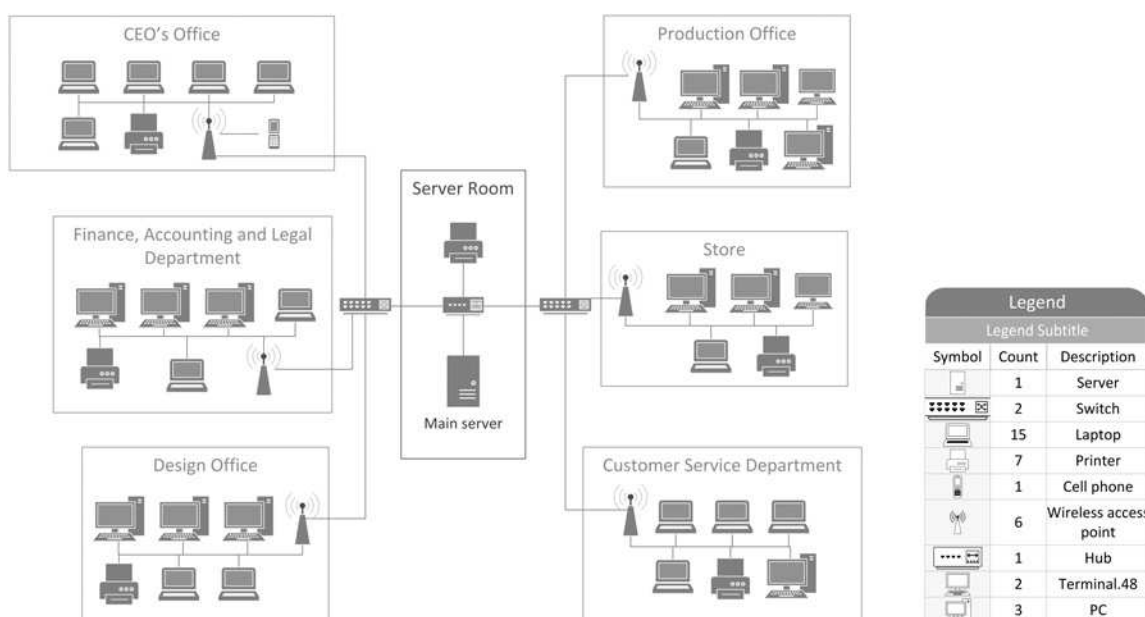 CEO's Office
Production Office
Server Room
Finance, Accounting and Legal
Department
Store
Main server
Design Office
Customer Service Department
Legend
Legend Subtitle
Symbol Count Description
1 Server
2 Switch
15 Laptop
7 Printer
1 Cell phone
6 Wireless access
point
1 Hub
2 Terminal.48
3 PC